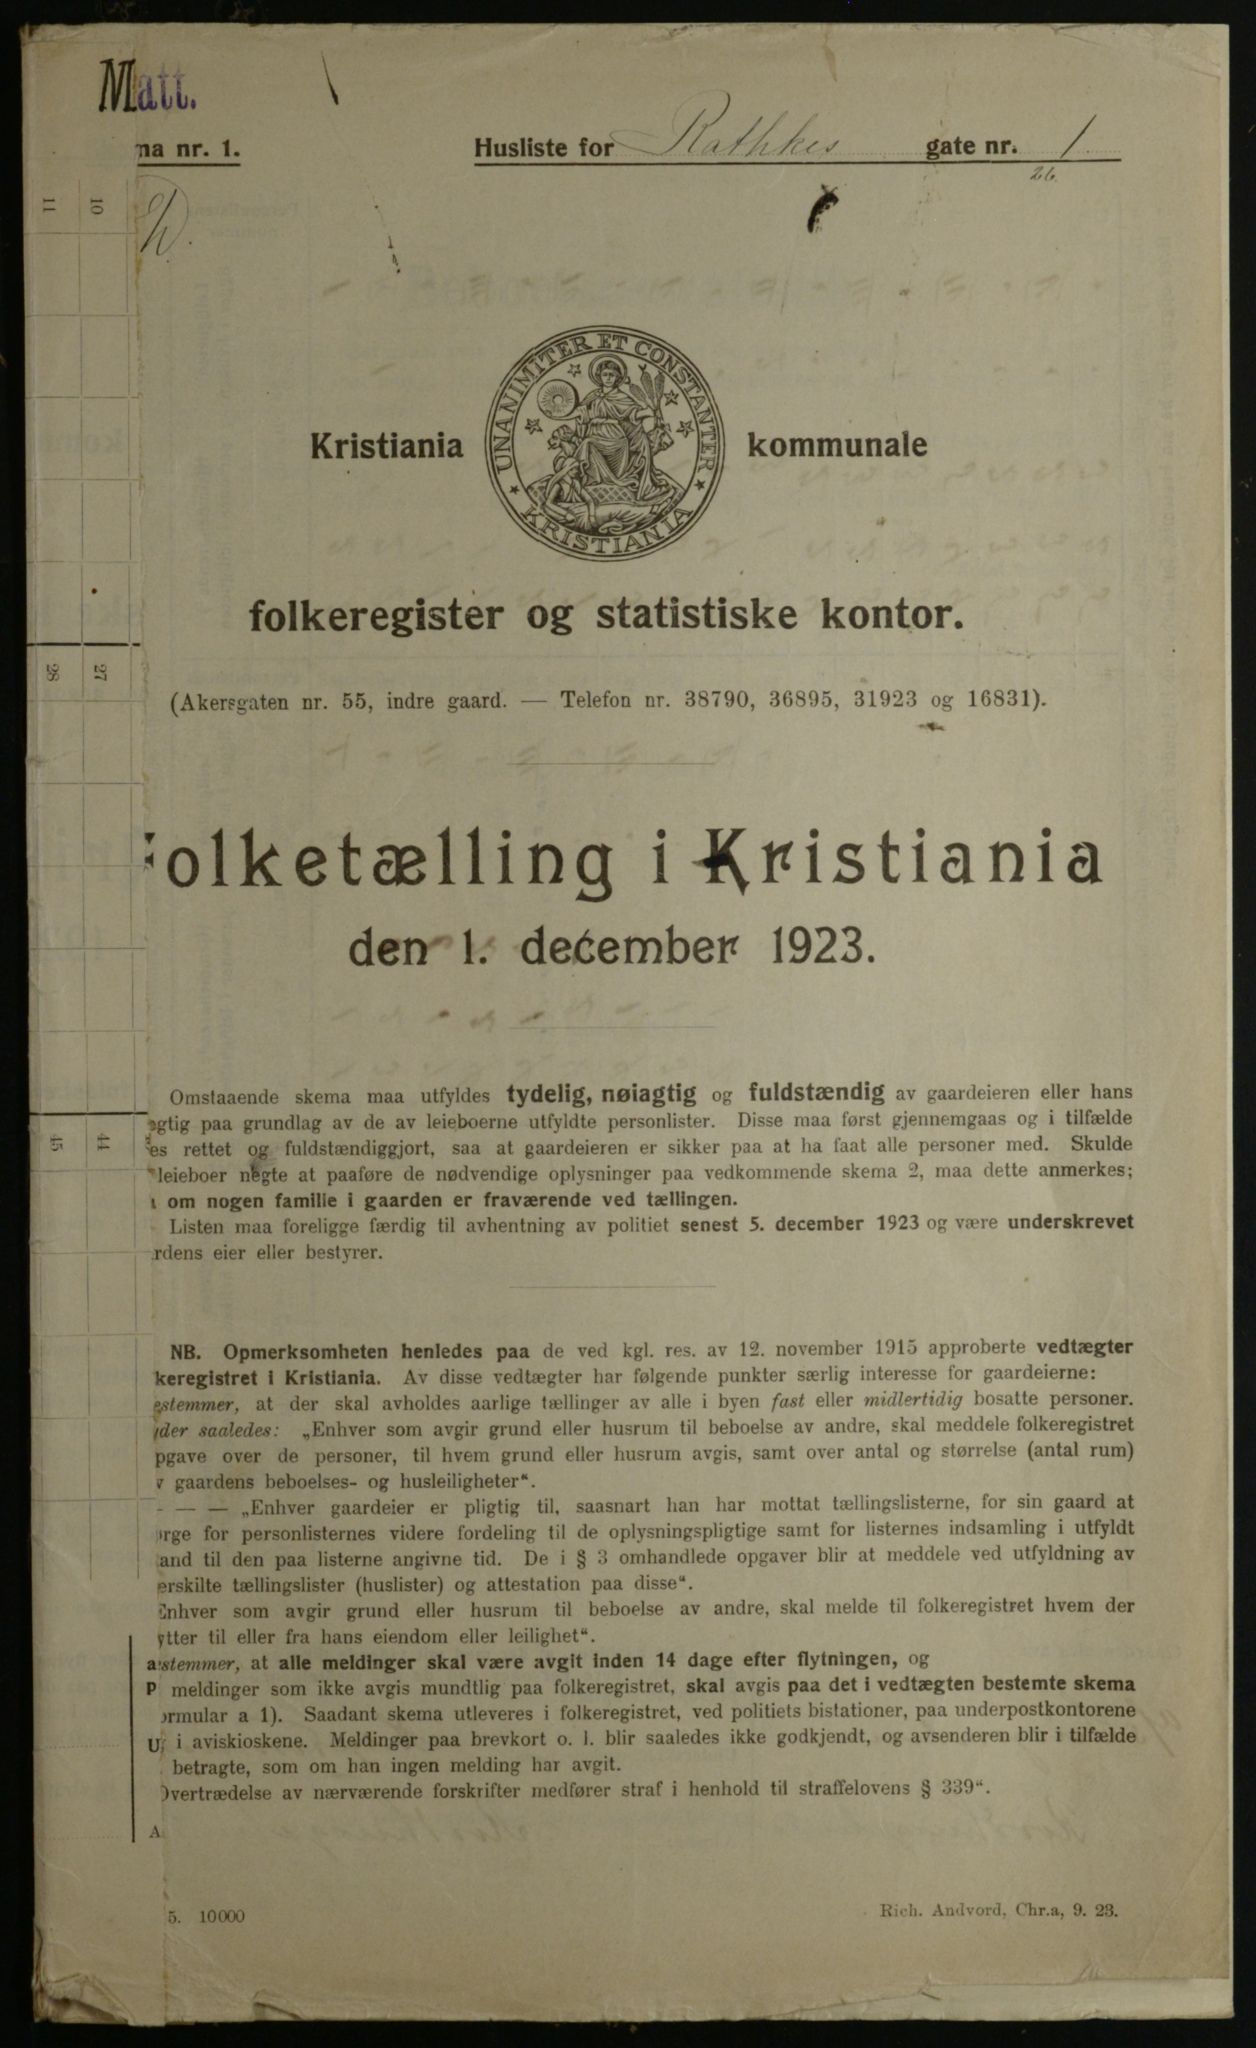 Matt.
ma nr. 1.
Husliste for Rathkes gate nr. 1
26.
11 10
D.
UNANIMITER ET CONSTANTER
KRISTIANIA
Kristiania kommunale
folkeregister og statistiske kontor.
28 27
(Akersgaten nr. 55, indre gaard. — Telefon nr. 38790, 36895, 31923 og 16831).
Folketælling i Kristiania
den 1. december 1923.
Omstaaende skema maa utfyldes tydelig, nøiagtig og fuldstændig av gaardeieren eller hans
gtig paa grundlag av de av leieboerne utfyldte personlister. Disse maa først gjennemgaas og i tilfælde
45 44
es rettet og fuldstændiggjort, saa at gaardeieren er sikker paa at ha faat alle personer med. Skulde
leieboer negte at paaføre de nødvendige oplysninger paa vedkommende skema 2, maa dette anmerkes;
om nogen familie i gaarden er fraværende ved tællingen.
Listen maa foreligge færdig til avhentning av politiet senest 5. december 1923 og være underskrevet
rdens eier eller bestyrer.
NB. Opmerksomheten henledes paa de ved kgl. res. av 12. november 1915 approberte vedtægter
keregistret i Kristiania. Av disse vedtægter har følgende punkter særlig interesse for gaardeierne:
estemmer, at der skal avholdes aarlige tællinger av alle i byen fast eller midlertidig bosatte personer.
der saaledes: „Enhver som avgir grund eller husrum til beboelse av andre, skal meddele folkeregistret
pgave over de personer, til hvem grund eller husrum avgis, samt over antal og størrelse (antal rum)
v gaardens beboelses- og husleiligheter“.
- — — „Enhver gaardeier er pligtig til, saasnart han har mottat tællingslisterne, for sin gaard at
rge for personlisternes videre fordeling til de oplysningspligtige samt for listernes indsamling i utfyldt
and til den paa listerne angivne tid. De i § 3 omhandlede opgaver blir at meddele ved utfyldning av
erskilte tællingslister (huslister) og attestation paa disse“.
Enhver som avgir grund eller husrum til beboelse av andre, skal melde til folkeregistret hvem der
ytter til eller fra hans eiendom eller leilighet“.
a stemmer, at alle meldinger skal være avgit inden 14 dage efter flytningen, og
P meldinger som ikke avgis mundtlig paa folkeregistret, skal avgis paa det i vedtægten bestemte skema
ormular a 1). Saadant skema utleveres i folkeregistret, ved politiets bistationer, paa underpostkontorene
U i aviskioskene. Meldinger paa brevkort o. l. blir saaledes ikke godkjendt, og avsenderen blir i tilfælde
betragte, som om han ingen melding har avgit.
Overtrædelse av nærværende forskrifter medfører straf i henhold til straffelovens § 339“.
A
5. 10000
Rich. Andvord, Chr.a, 9. 23.